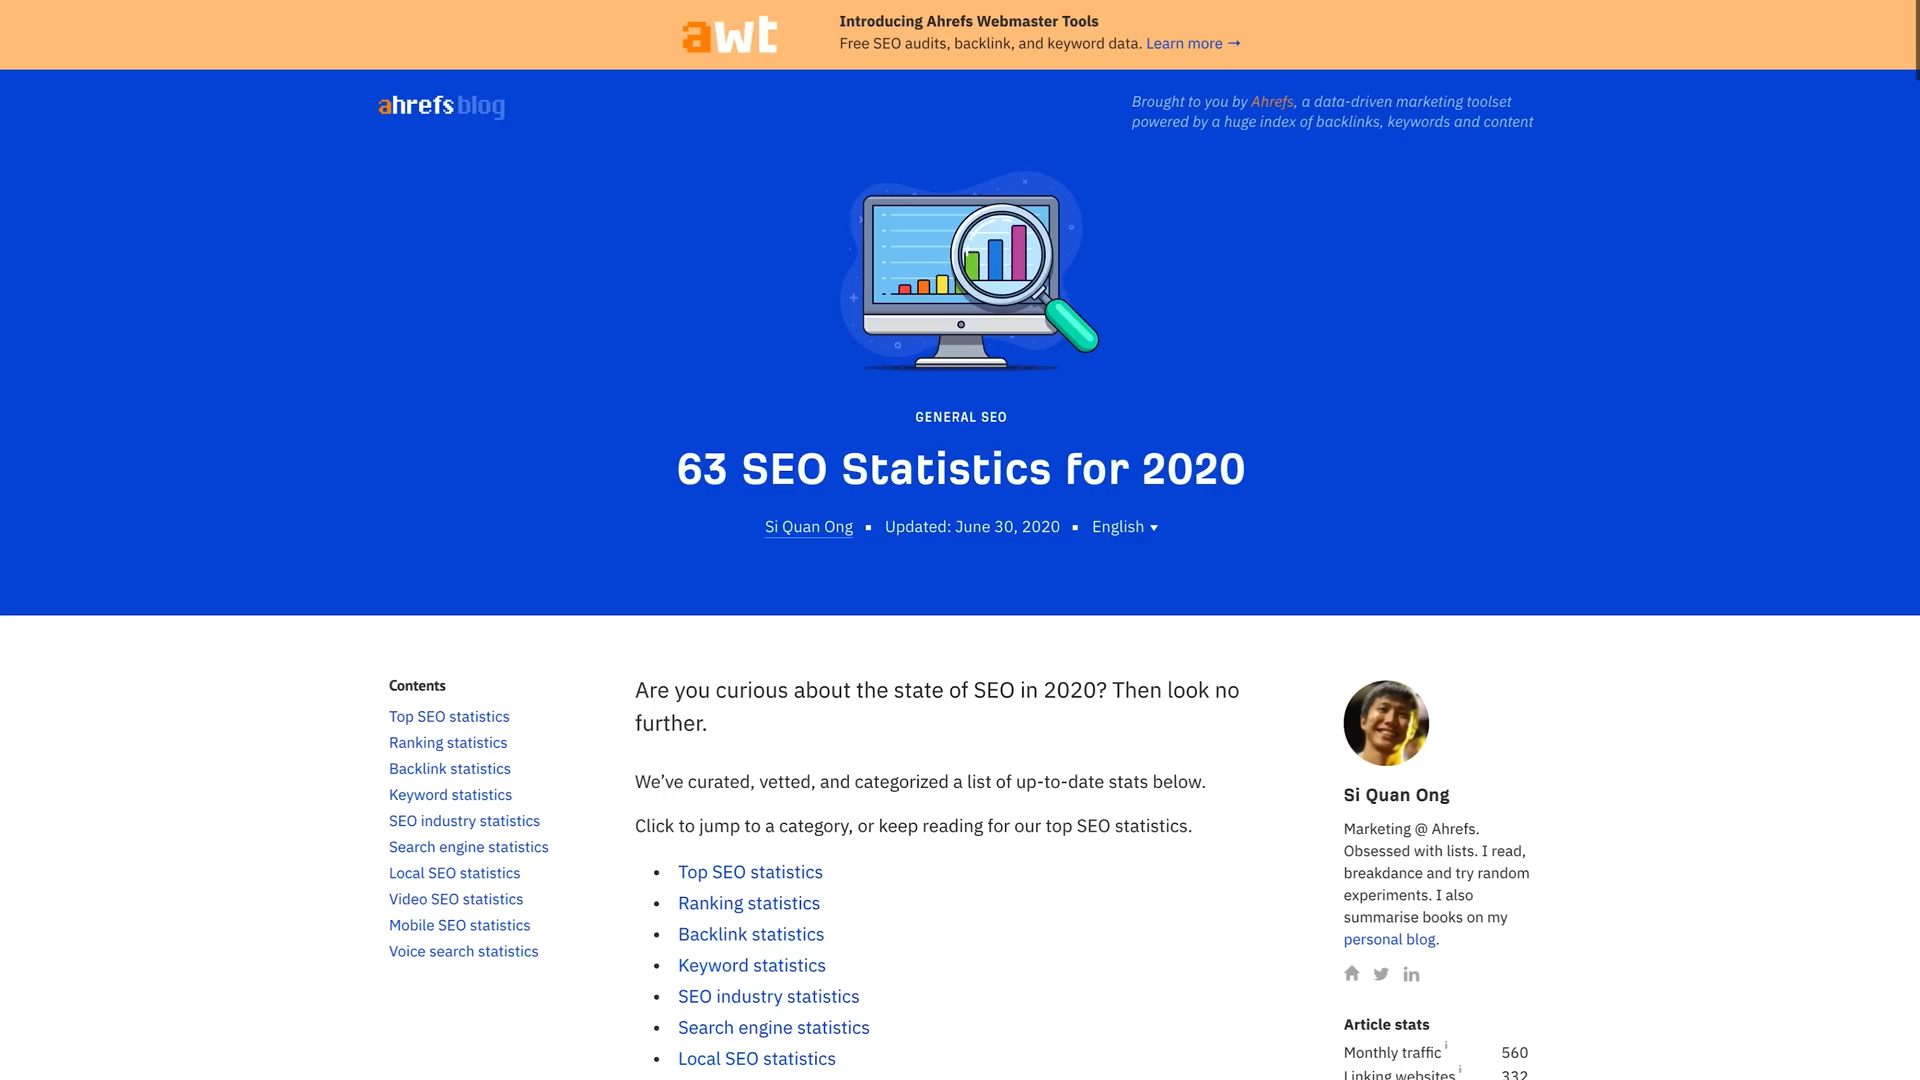 awt
Introducing Ahrefs Webmaster Tools
Free SEO audits, backlink, and keyword data. Learn more →
ahrefs blog
Brought to you by Ahrefs, a data-driven marketing toolset
powered by a huge index of backlinks, keywords and content
GENERAL SEO
63 SEO Statistics for 2020
Si Quan Ong ▪ Updated: June 30, 2020 ▪ English ▾
Contents
Top SEO statistics
Ranking statistics
Backlink statistics
Keyword statistics
SEO industry statistics
Search engine statistics
Local SEO statistics
Video SEO statistics
Mobile SEO statistics
Voice search statistics
Are you curious about the state of SEO in 2020? Then look no
further.
We’ve curated, vetted, and categorized a list of up-to-date stats below.
Click to jump to a category, or keep reading for our top SEO statistics.
• Top SEO statistics
• Ranking statistics
• Backlink statistics
• Keyword statistics
• SEO industry statistics
• Search engine statistics
• Local SEO statistics
Si Quan Ong
Marketing @ Ahrefs.
Obsessed with lists. I read,
breakdance and try random
experiments. I also
summarise books on my
personal blog.
in
Article stats
Monthly traffic i 560
Linking websites i 332